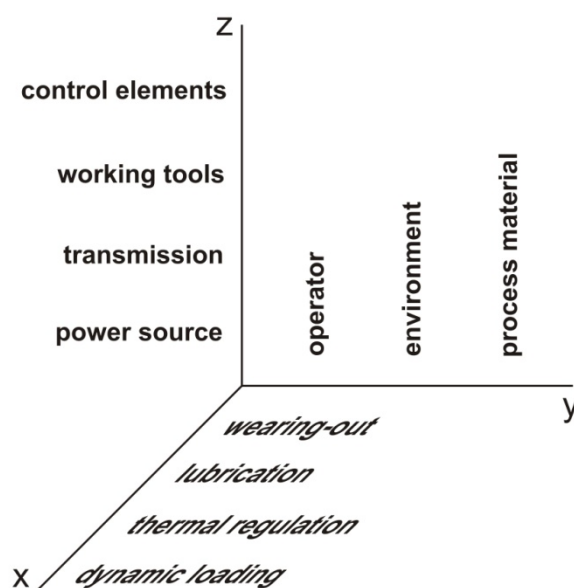 z
control elements
working tools
transmission
power source
operator
environment
process material
y
wearing-out
lubrication
thermal regulation
x
dynamic loading